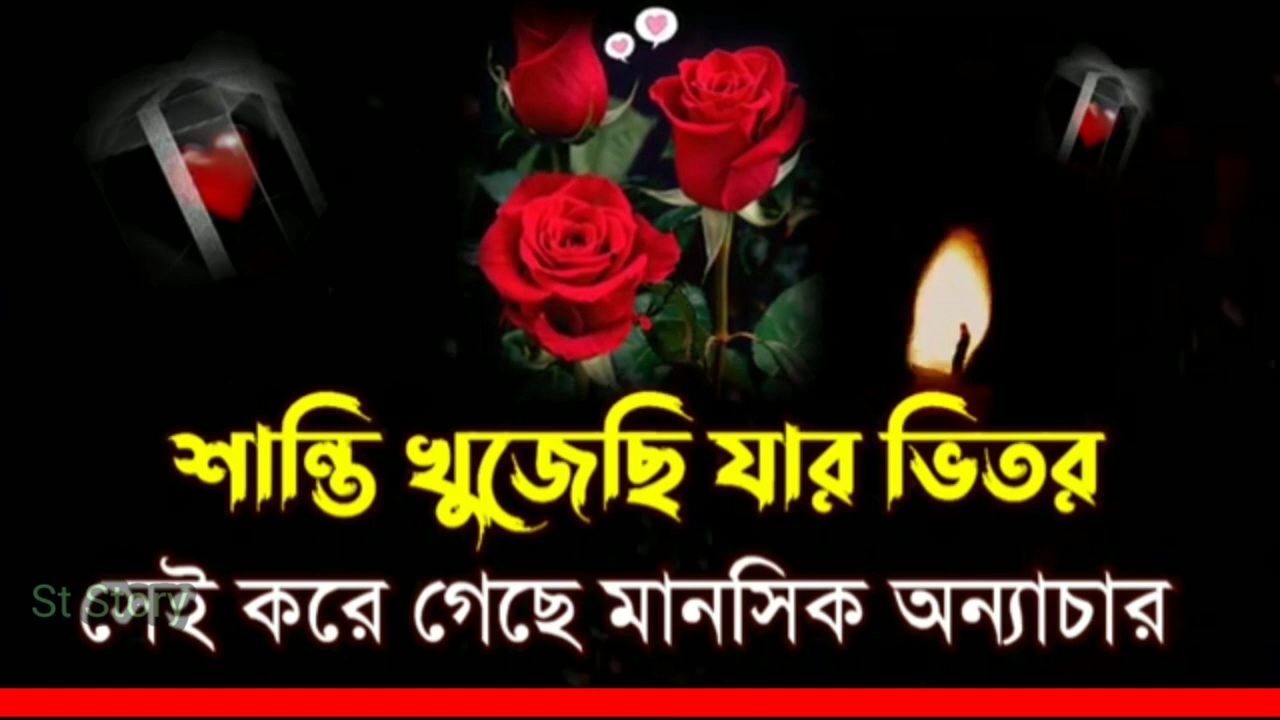 শান্তি খুজেছি যার ভিতর
সেই করে গেছে মানসিক অন্যাচার
St Story